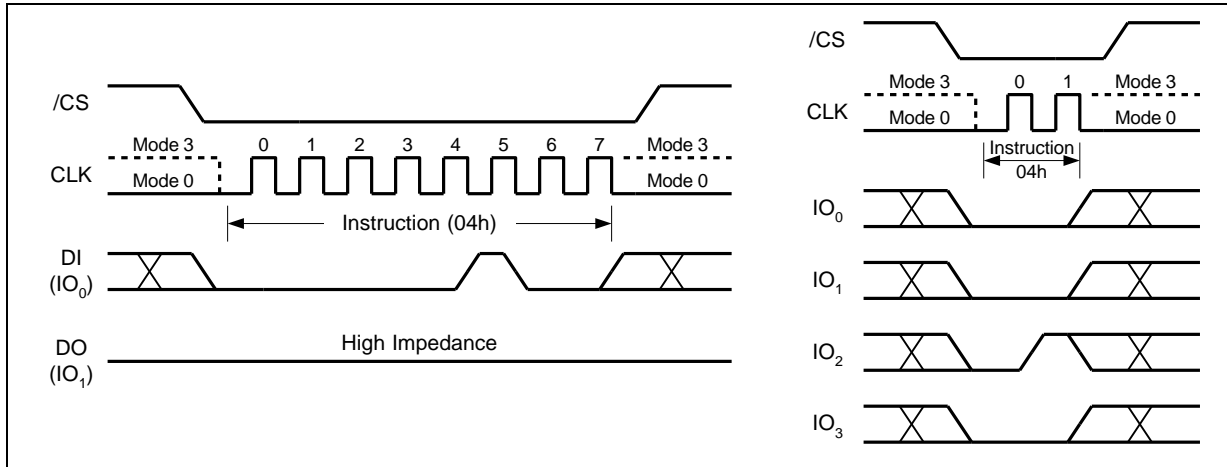 /CS
Mode 3 0 1 2 3 4 5 6 7 Mode 3
CLK
Mode 0 Mode 0
Instruction (04h)
DI
(IO0)
High Impedance
DO
(IO1)
/CS
Mode 3 0 1 Mode 3
CLK
Mode 0 Mode 0
Instruction
04h
IO0
IO1
IO2
IO3